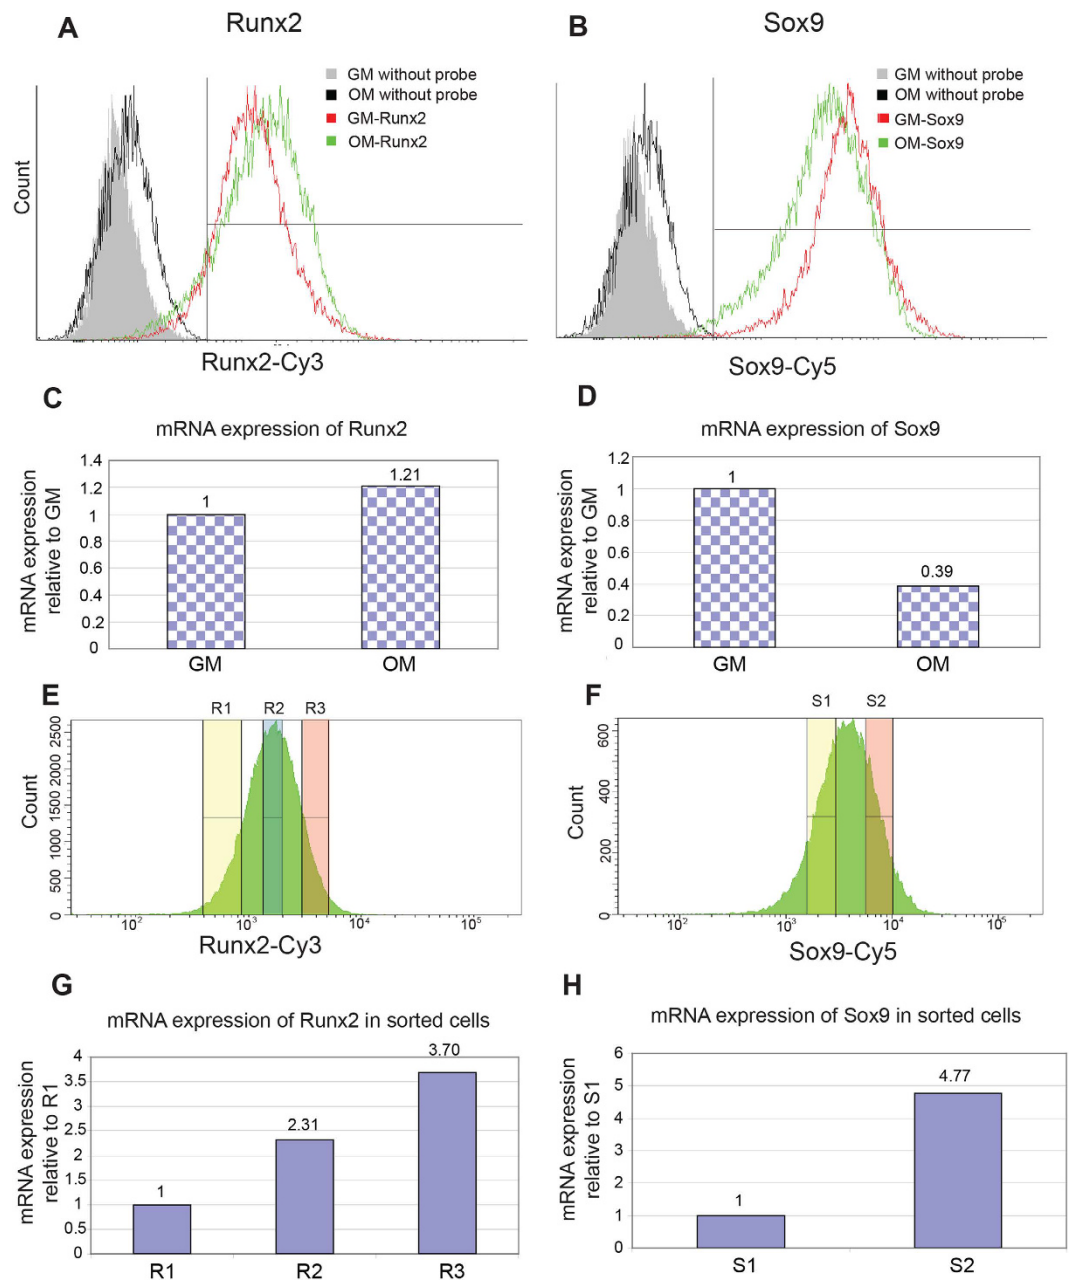 A
Runx2
GM without probe
OM without probe
GM-Runx2
OM-Runx2
Count
Runx2-Cy3
B
Sox9
GM without probe
OM without probe
GM-Sox9
OM-Sox9
Sox9-Cy5
C
mRNA expression of Runx2
mRNA expression
relative to GM
1.4
1.2
1
0.8
0.6
0.4
0.2
0
1
1.21
GM
OM
D
mRNA expression of Sox9
mRNA expression
relative to GM
1.2
1
0.8
0.6
0.4
0.2
0
1
0.39
GM
OM
E
R1
R2
R3
Count
2500
2000
1500
1000
500
0
10²
10³
10⁴
10⁵
Runx2-Cy3
F
S1
S2
Count
600
400
200
0
10²
10³
10⁴
10⁵
Sox9-Cy5
G
mRNA expression of Runx2 in sorted cells
mRNA expression
relative to R1
4
3.5
3
2.5
2
1.5
1
0.5
0
1
2.31
3.70
R1
R2
R3
H
mRNA expression of Sox9 in sorted cells
mRNA expression
relative to S1
6
5
4
3
2
1
0
1
4.77
S1
S2